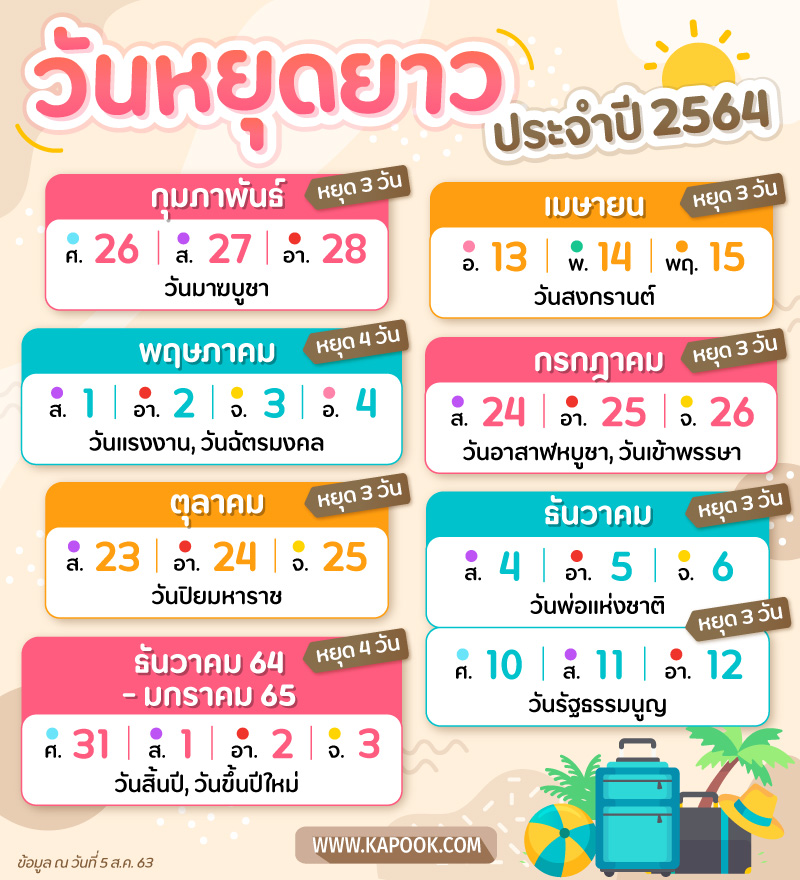 วันหยุดยาว
ประจำปี 2564
กุมภาพันธ์
หยุด 3 วัน
ศ. 26 ส. 27 อา. 28
วันมาฆบูชา
เมษายน
หยุด 3 วัน
อ. 13 พ. 14 พฤ. 15
วันสงกรานต์
พฤษภาคม
หยุด 4 วัน
ส. 1 อา. 2 จ. 3 อ. 4
วันแรงงาน, วันฉัตรมงคล
กรกฎาคม
หยุด 3 วัน
ส. 24 อา. 25 จ. 26
วันอาสาฬหบูชา, วันเข้าพรรษา
ตุลาคม
หยุด 3 วัน
ส. 23 อา. 24 จ. 25
วันปิยมหาราช
ธันวาคม
หยุด 3 วัน
ส. 4 อา. 5 จ. 6
วันพ่อแห่งชาติ
หยุด 3 วัน
ศ. 10 ส. 11 อา. 12
วันรัฐธรรมนูญ
ธันวาคม 64
- มกราคม 65
หยุด 4 วัน
ศ. 31 ส. 1 อา. 2 จ. 3
วันสิ้นปี, วันขึ้นปีใหม่
WWW.KAPOOK.COM
ข้อมูล ณ วันที่ 5 ส.ค. 63